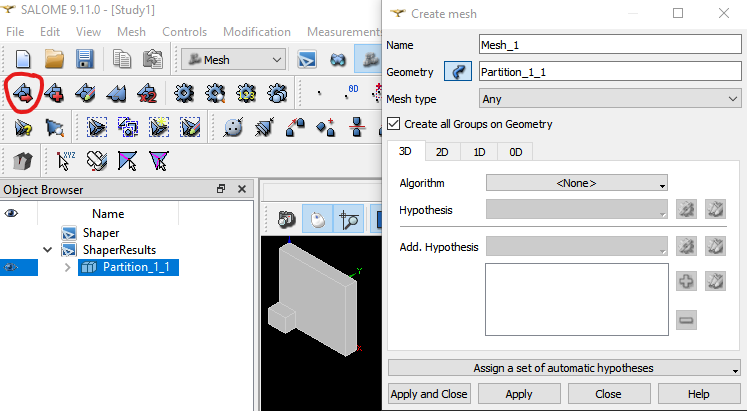 SALOME 9.11.0 - [Study1]
File Edit View Mesh Controls Modification Measurements
Mesh
0D
XYZ
Object Browser
Name
Shaper
ShaperResults
Partition_1_1
Y
X
Create mesh
Name Mesh_1
Geometry Partition_1_1
Mesh type Any
Create all Groups on Geometry
3D 2D 1D 0D
Algorithm <None>
Hypothesis
Add. Hypothesis
Assign a set of automatic hypotheses
Apply and Close Apply Close Help